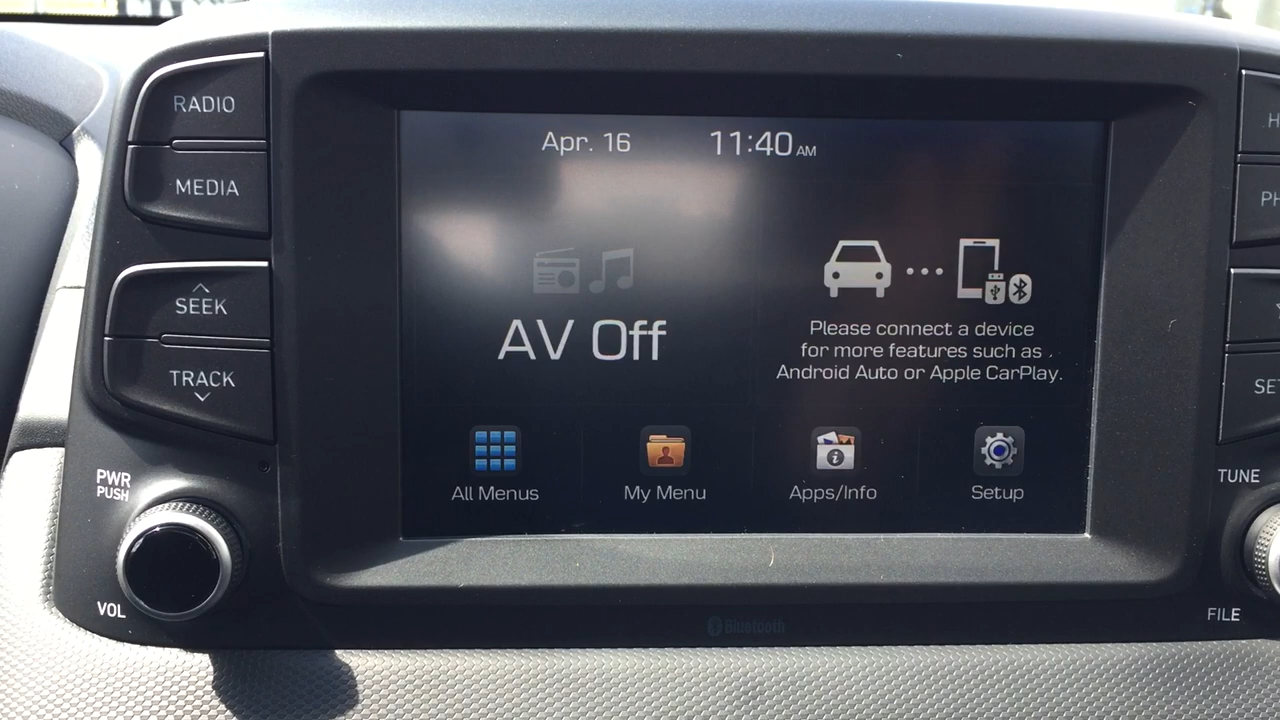 RADIO
MEDIA
SEEK
TRACK
PWR
PUSH
VOL
Apr. 16 11:40 AM
AV Off
Please connect a device
for more features such as
Android Auto or Apple CarPlay.
All Menus My Menu Apps/Info Setup
Bluetooth
TUNE
FILE